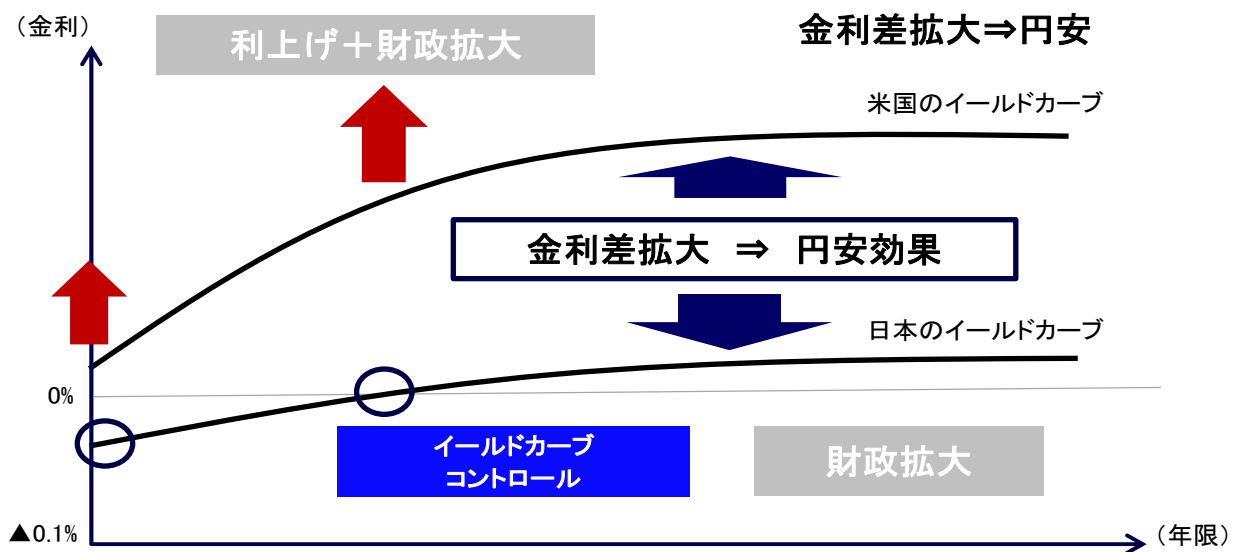 (金利)
利上げ＋財政拡大
金利差拡大⇒円安
米国のイールドカーブ
金利差拡大 ⇒ 円安効果
日本のイールドカーブ
0%
イールドカーブ
コントロール
財政拡大
▲0.1%
(年限)